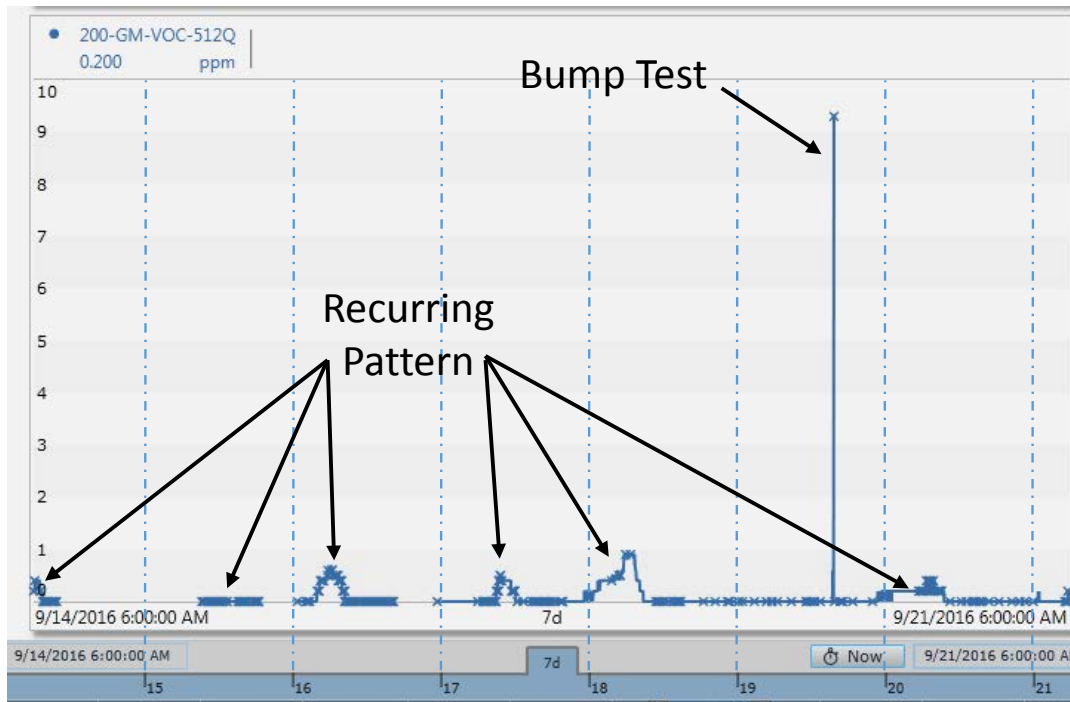 200-GM-VOC-512Q
0.200 ppm
Bump Test
10
9
8
7
6
5
4
3
2
1
0
Recurring
Pattern
9/14/2016 6:00:00 AM 7d 9/21/2016 6:00:00 AM
9/14/2016 6:00:00 AM 7d Now 9/21/2016 6:00:00 A
15 16 17 18 19 20 21